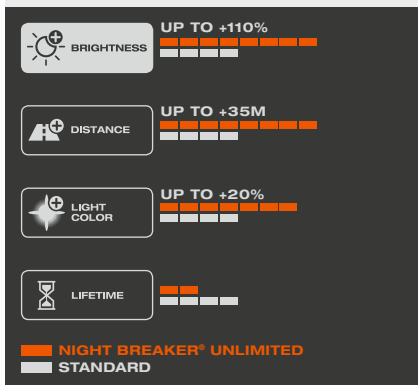 UP TO +110%
BRIGHTNESS
UP TO +35M
DISTANCE
UP TO +20%
LIGHT
COLOR
LIFETIME
NIGHT BREAKER® UNLIMITED
STANDARD